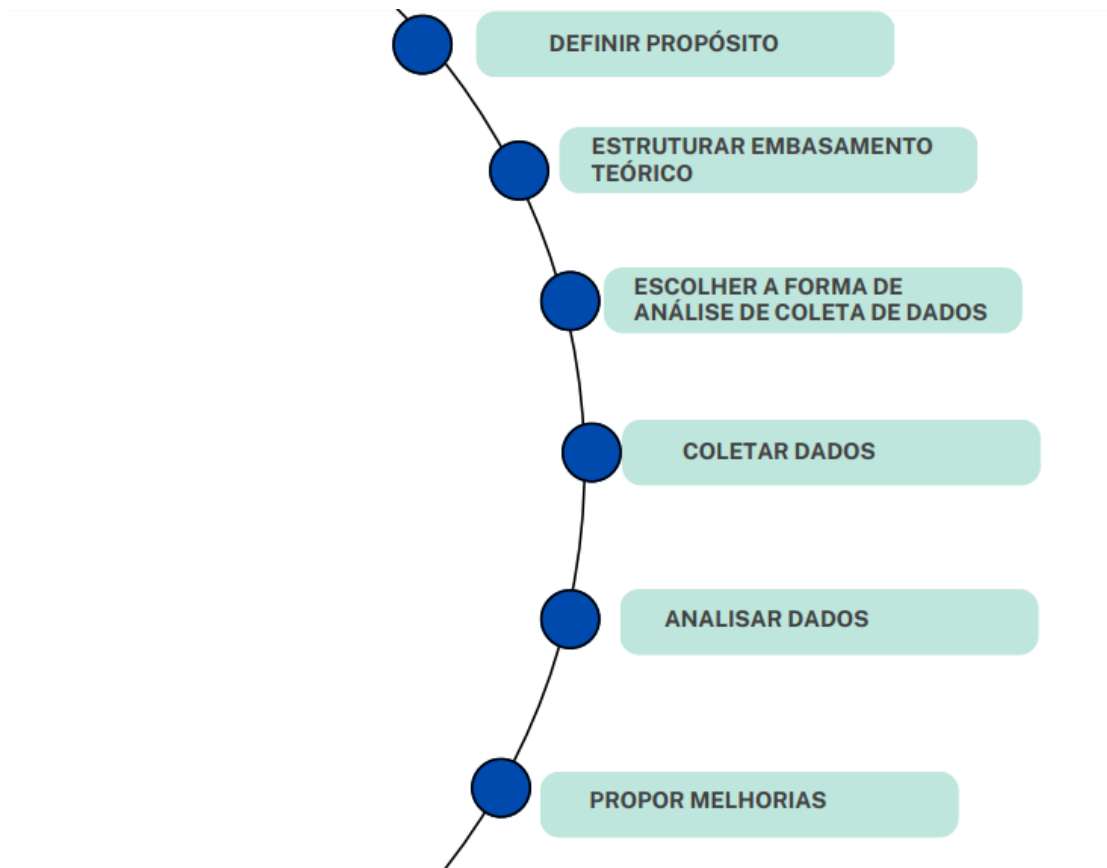 DEFINIR PROPÓSITO
ESTRUTURAR EMBASAMENTO
TEÓRICO
ESCOLHER A FORMA DE
ANÁLISE DE COLETA DE DADOS
COLETAR DADOS
ANALISAR DADOS
PROPOR MELHORIAS